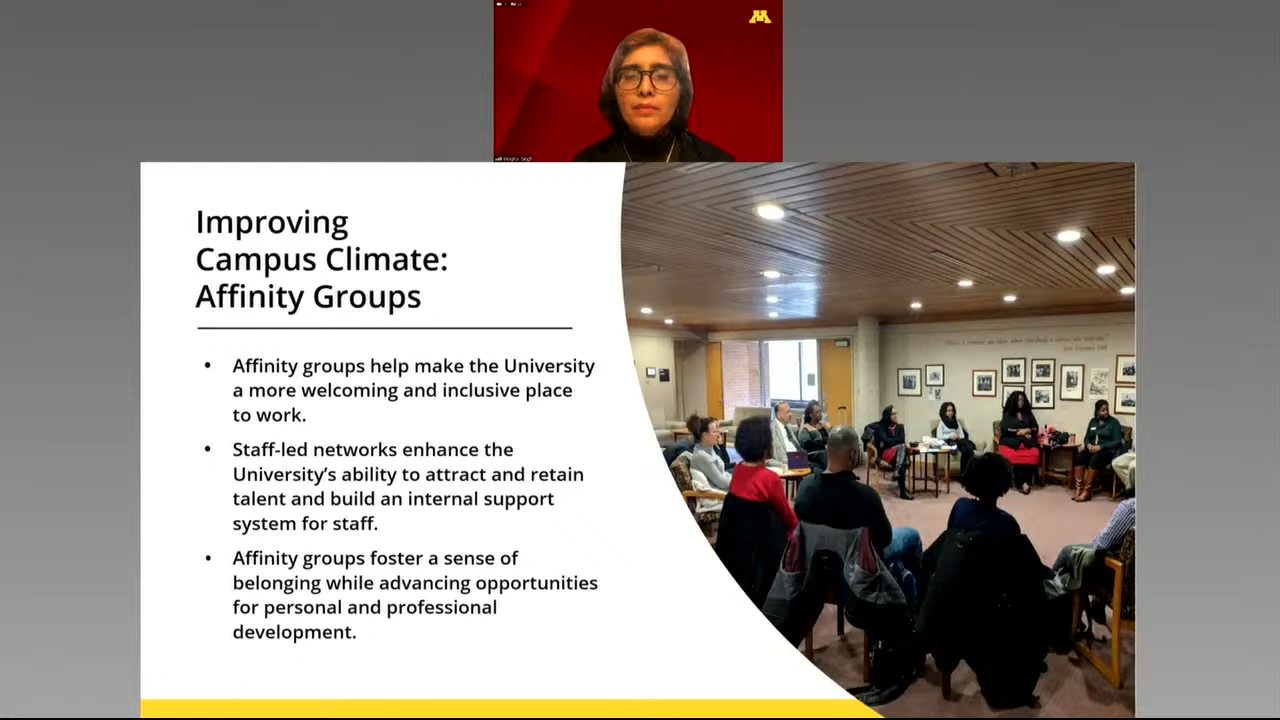 M
Singh
Improving
Campus Climate:
Affinity Groups
• Affinity groups help make the University
a more welcoming and inclusive place
to work.
• Staff-led networks enhance the
University’s ability to attract and retain
talent and build an internal support
system for staff.
• Affinity groups foster a sense of
belonging while advancing opportunities
for personal and professional
development.